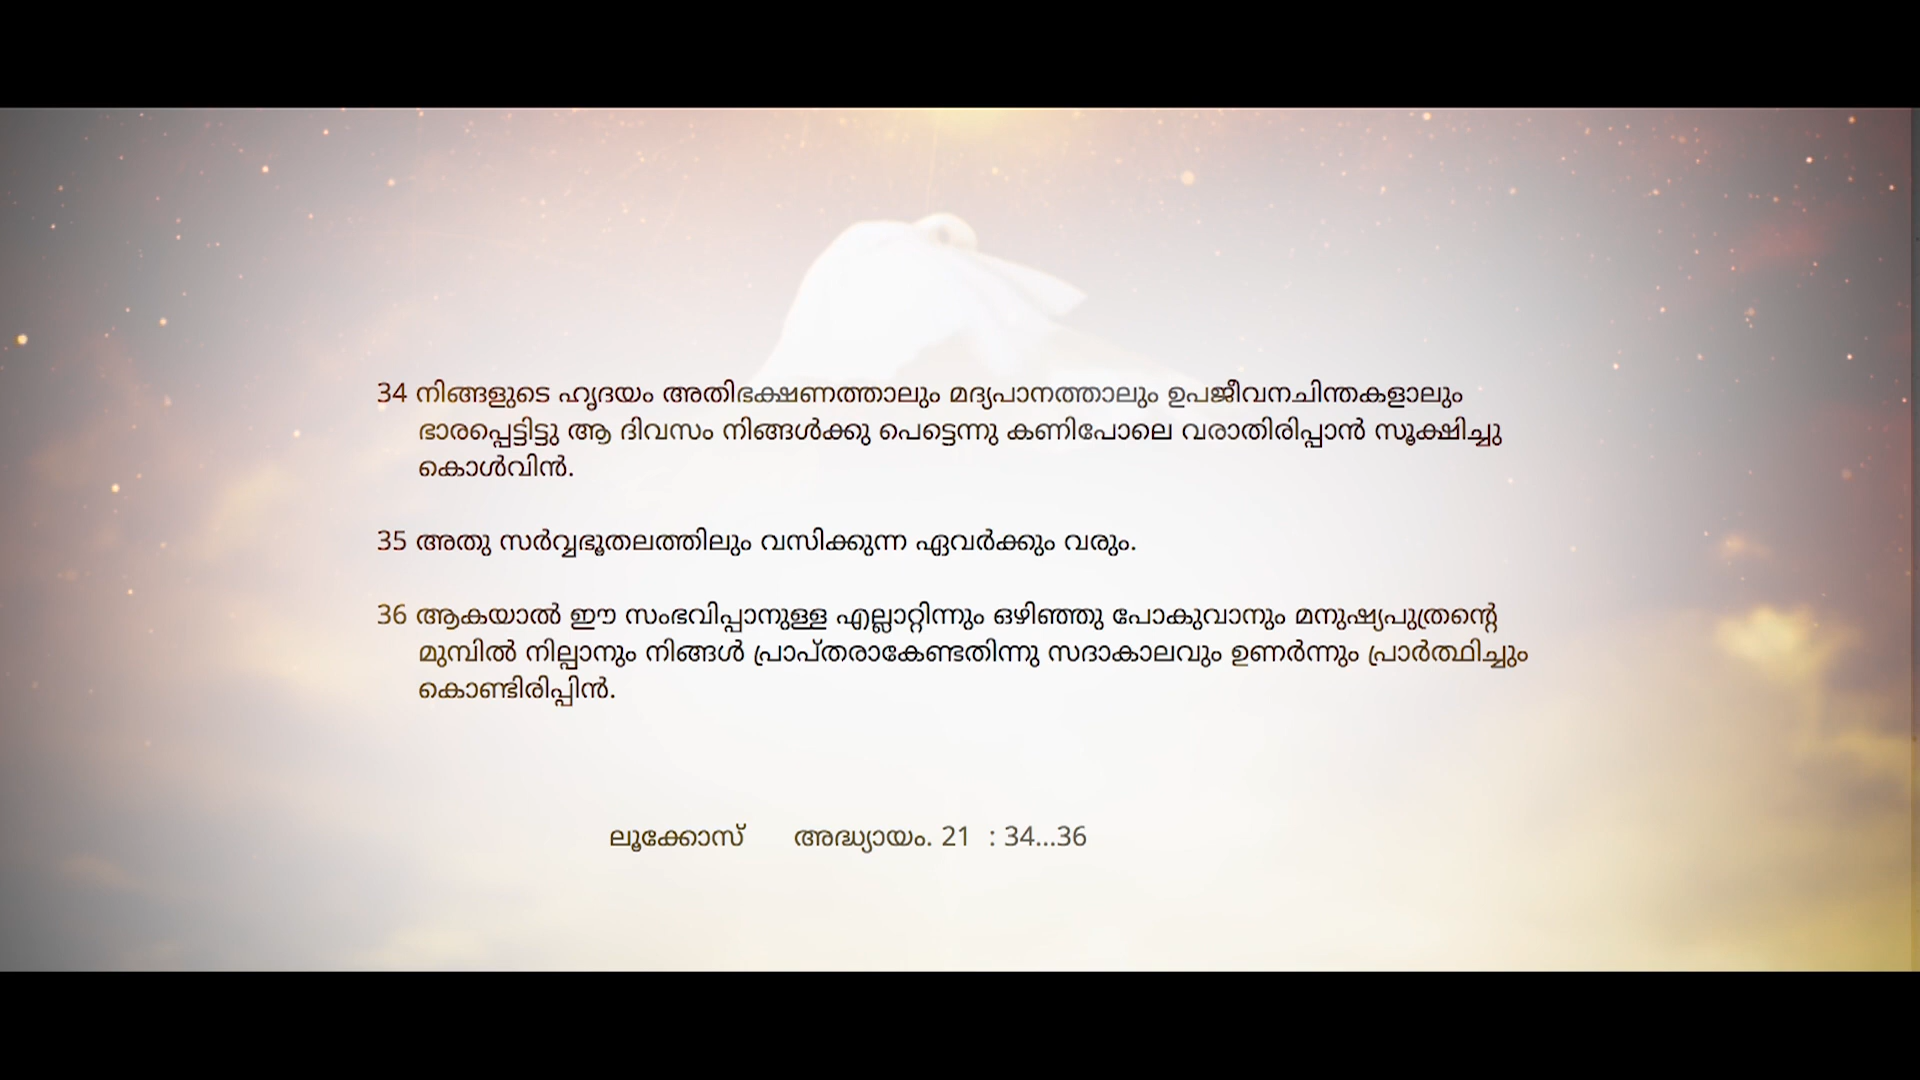 34 നിങ്ങളുടെ ഹൃദയം അതിഭക്ഷണത്താലും മദ്യപാനത്താലും ഉപജീവനചിന്തകളാലും
ഭാരപ്പെട്ടിട്ടു ആ ദിവസം നിങ്ങൾക്കു പെട്ടെന്നു കണിപോലെ വരാതിരിപ്പാൻ സൂക്ഷിച്ചു
കൊൾവിൻ.
35 അതു സർവ്വഭൂതലത്തിലും വസിക്കുന്ന ഏവർക്കും വരും.
36 ആകയാൽ ഈ സംഭവിപ്പാനുള്ള എല്ലാറ്റിന്നും ഒഴിഞ്ഞു പോകുവാനും മനുഷ്യപുത്രന്റെ
മുമ്പിൽ നില്പാനും നിങ്ങൾ പ്രാപ്തരാകേണ്ടതിന്നു സദാകാലവും ഉണർന്നും പ്രാർത്ഥിച്ചും
കൊണ്ടിരിപ്പിൻ.
ലൂക്കോസ് അദ്ധ്യായം. 21 : 34...36